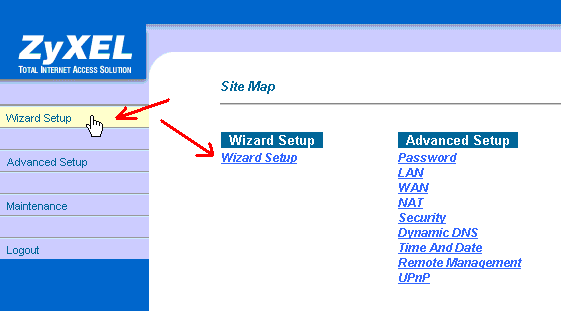 ZyXEL
TOTAL INTERNET ACCESS SOLUTION
Wizard Setup
Advanced Setup
Maintenance
Logout
Site Map
Wizard Setup
Wizard Setup
Advanced Setup
Password
LAN
WAN
NAT
Security
Dynamic DNS
Time And Date
Remote Management
UPnP